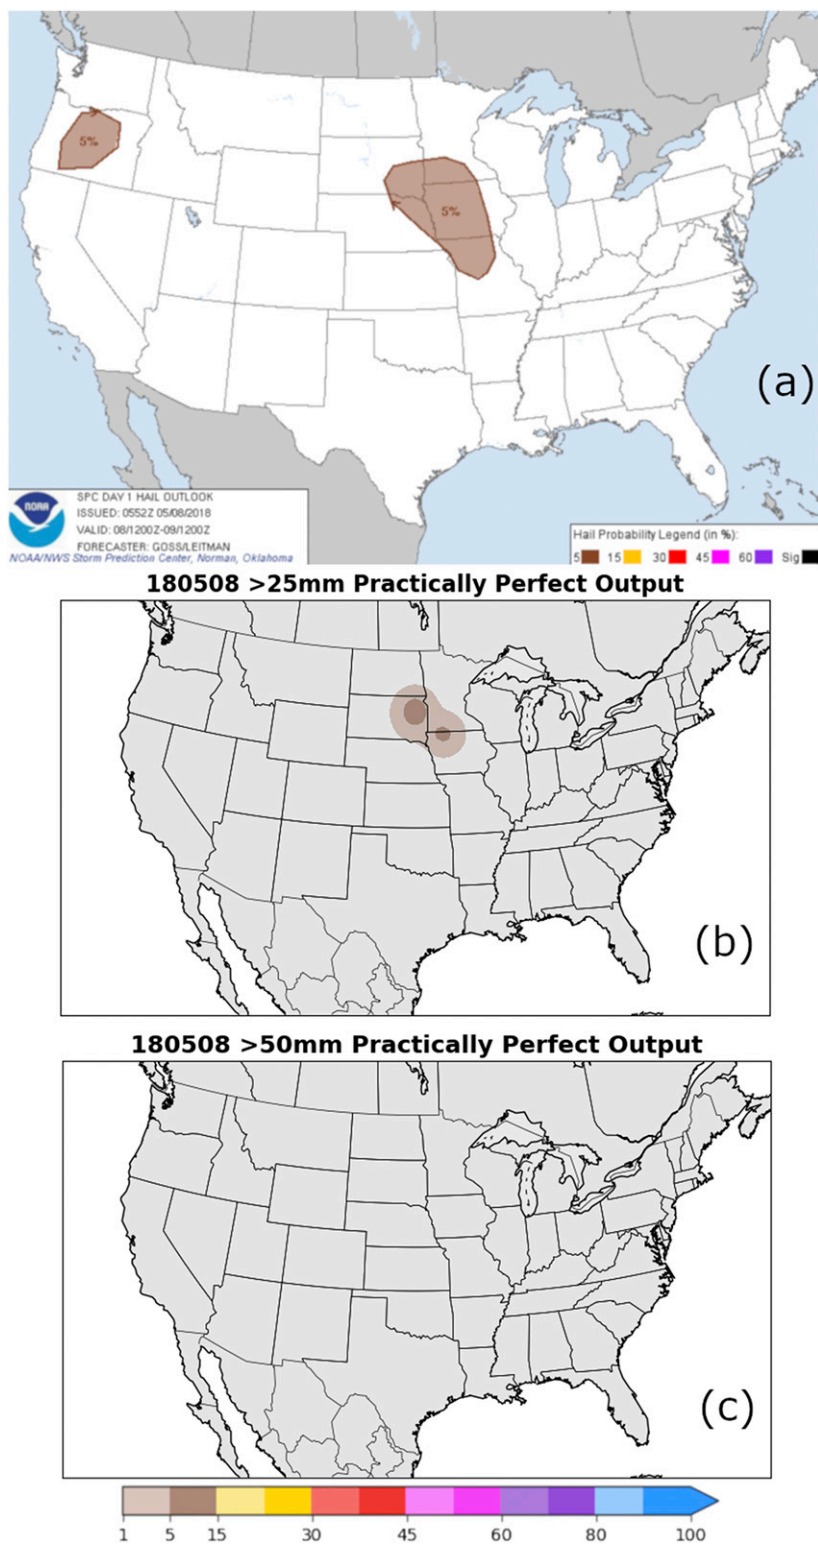 5%
5%
(a)
NOAA
SPC DAY 1 HAIL OUTLOOK
ISSUED: 0552Z 05/08/2018
VALID: 08/1200Z-09/1200Z
FORECASTER: GOSS/LEITMAN
NOAA/NWS Storm Prediction Center, Norman, Oklahoma
Hail Probability Legend (in %):
5 15 30 45 60 Sig
180508 >25mm Practically Perfect Output
(b)
180508 >50mm Practically Perfect Output
(c)
1 5 15 30 45 60 80 100